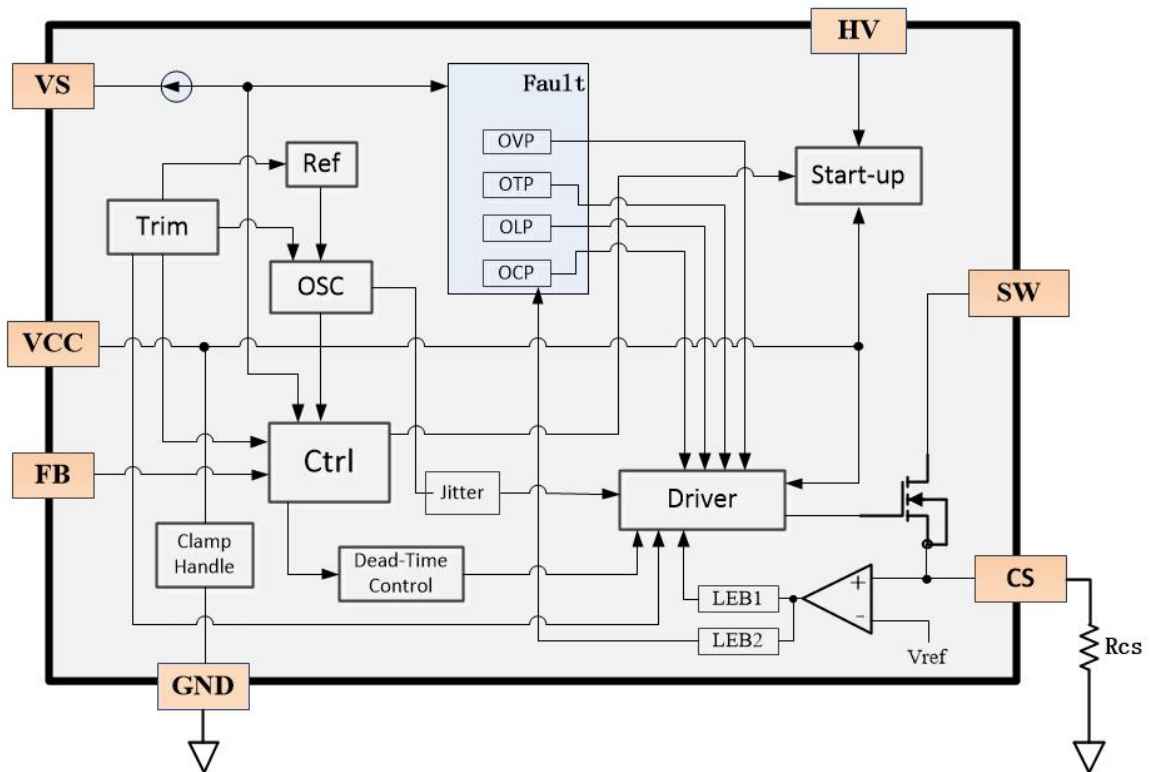 HV
VS
Fault
OVP
OTP
OLP
OCP
Ref
Start-up
Trim
OSC
SW
VCC
Ctrl
FB
Jitter
Driver
Clamp
Handle
Dead-Time
Control
CS
LEB1
LEB2
+
-
Vref
Rcs
GND